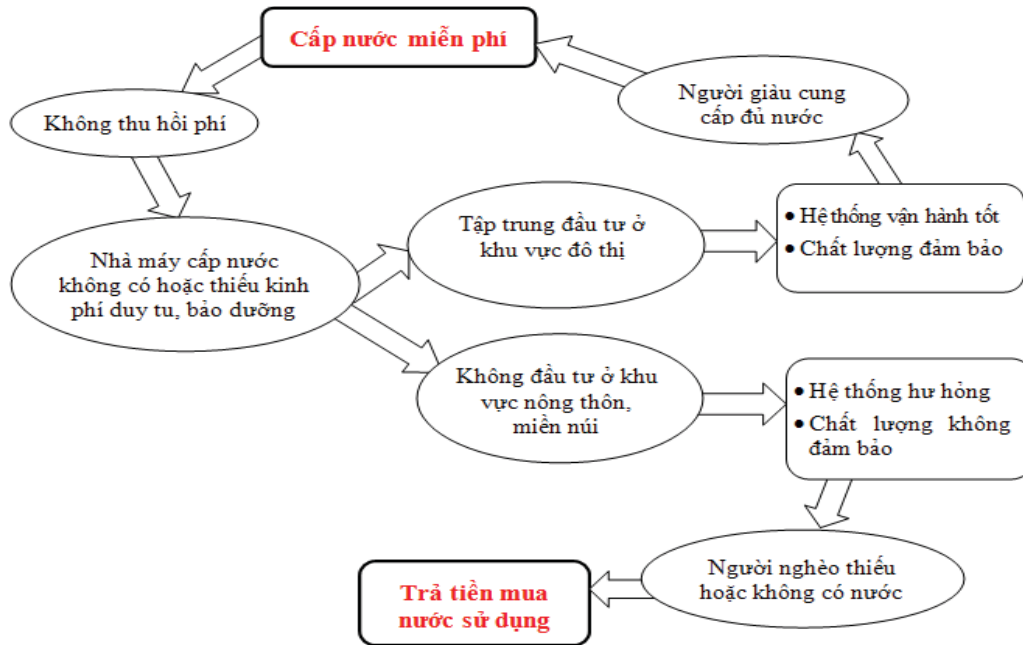 Cấp nước miễn phí
Người giàu cung
cấp đủ nước
Không thu hồi phí
Tập trung đầu tư ở
khu vực đô thị
• Hệ thống vận hành tốt
• Chất lượng đảm bảo
Nhà máy cấp nước
không có hoặc thiếu kinh
phí duy tu, bảo dưỡng
Không đầu tư ở khu
vực nông thôn,
miền núi
• Hệ thống hư hỏng
• Chất lượng không
đảm bảo
Người nghèo thiếu
hoặc không có nước
Trả tiền mua
nước sử dụng